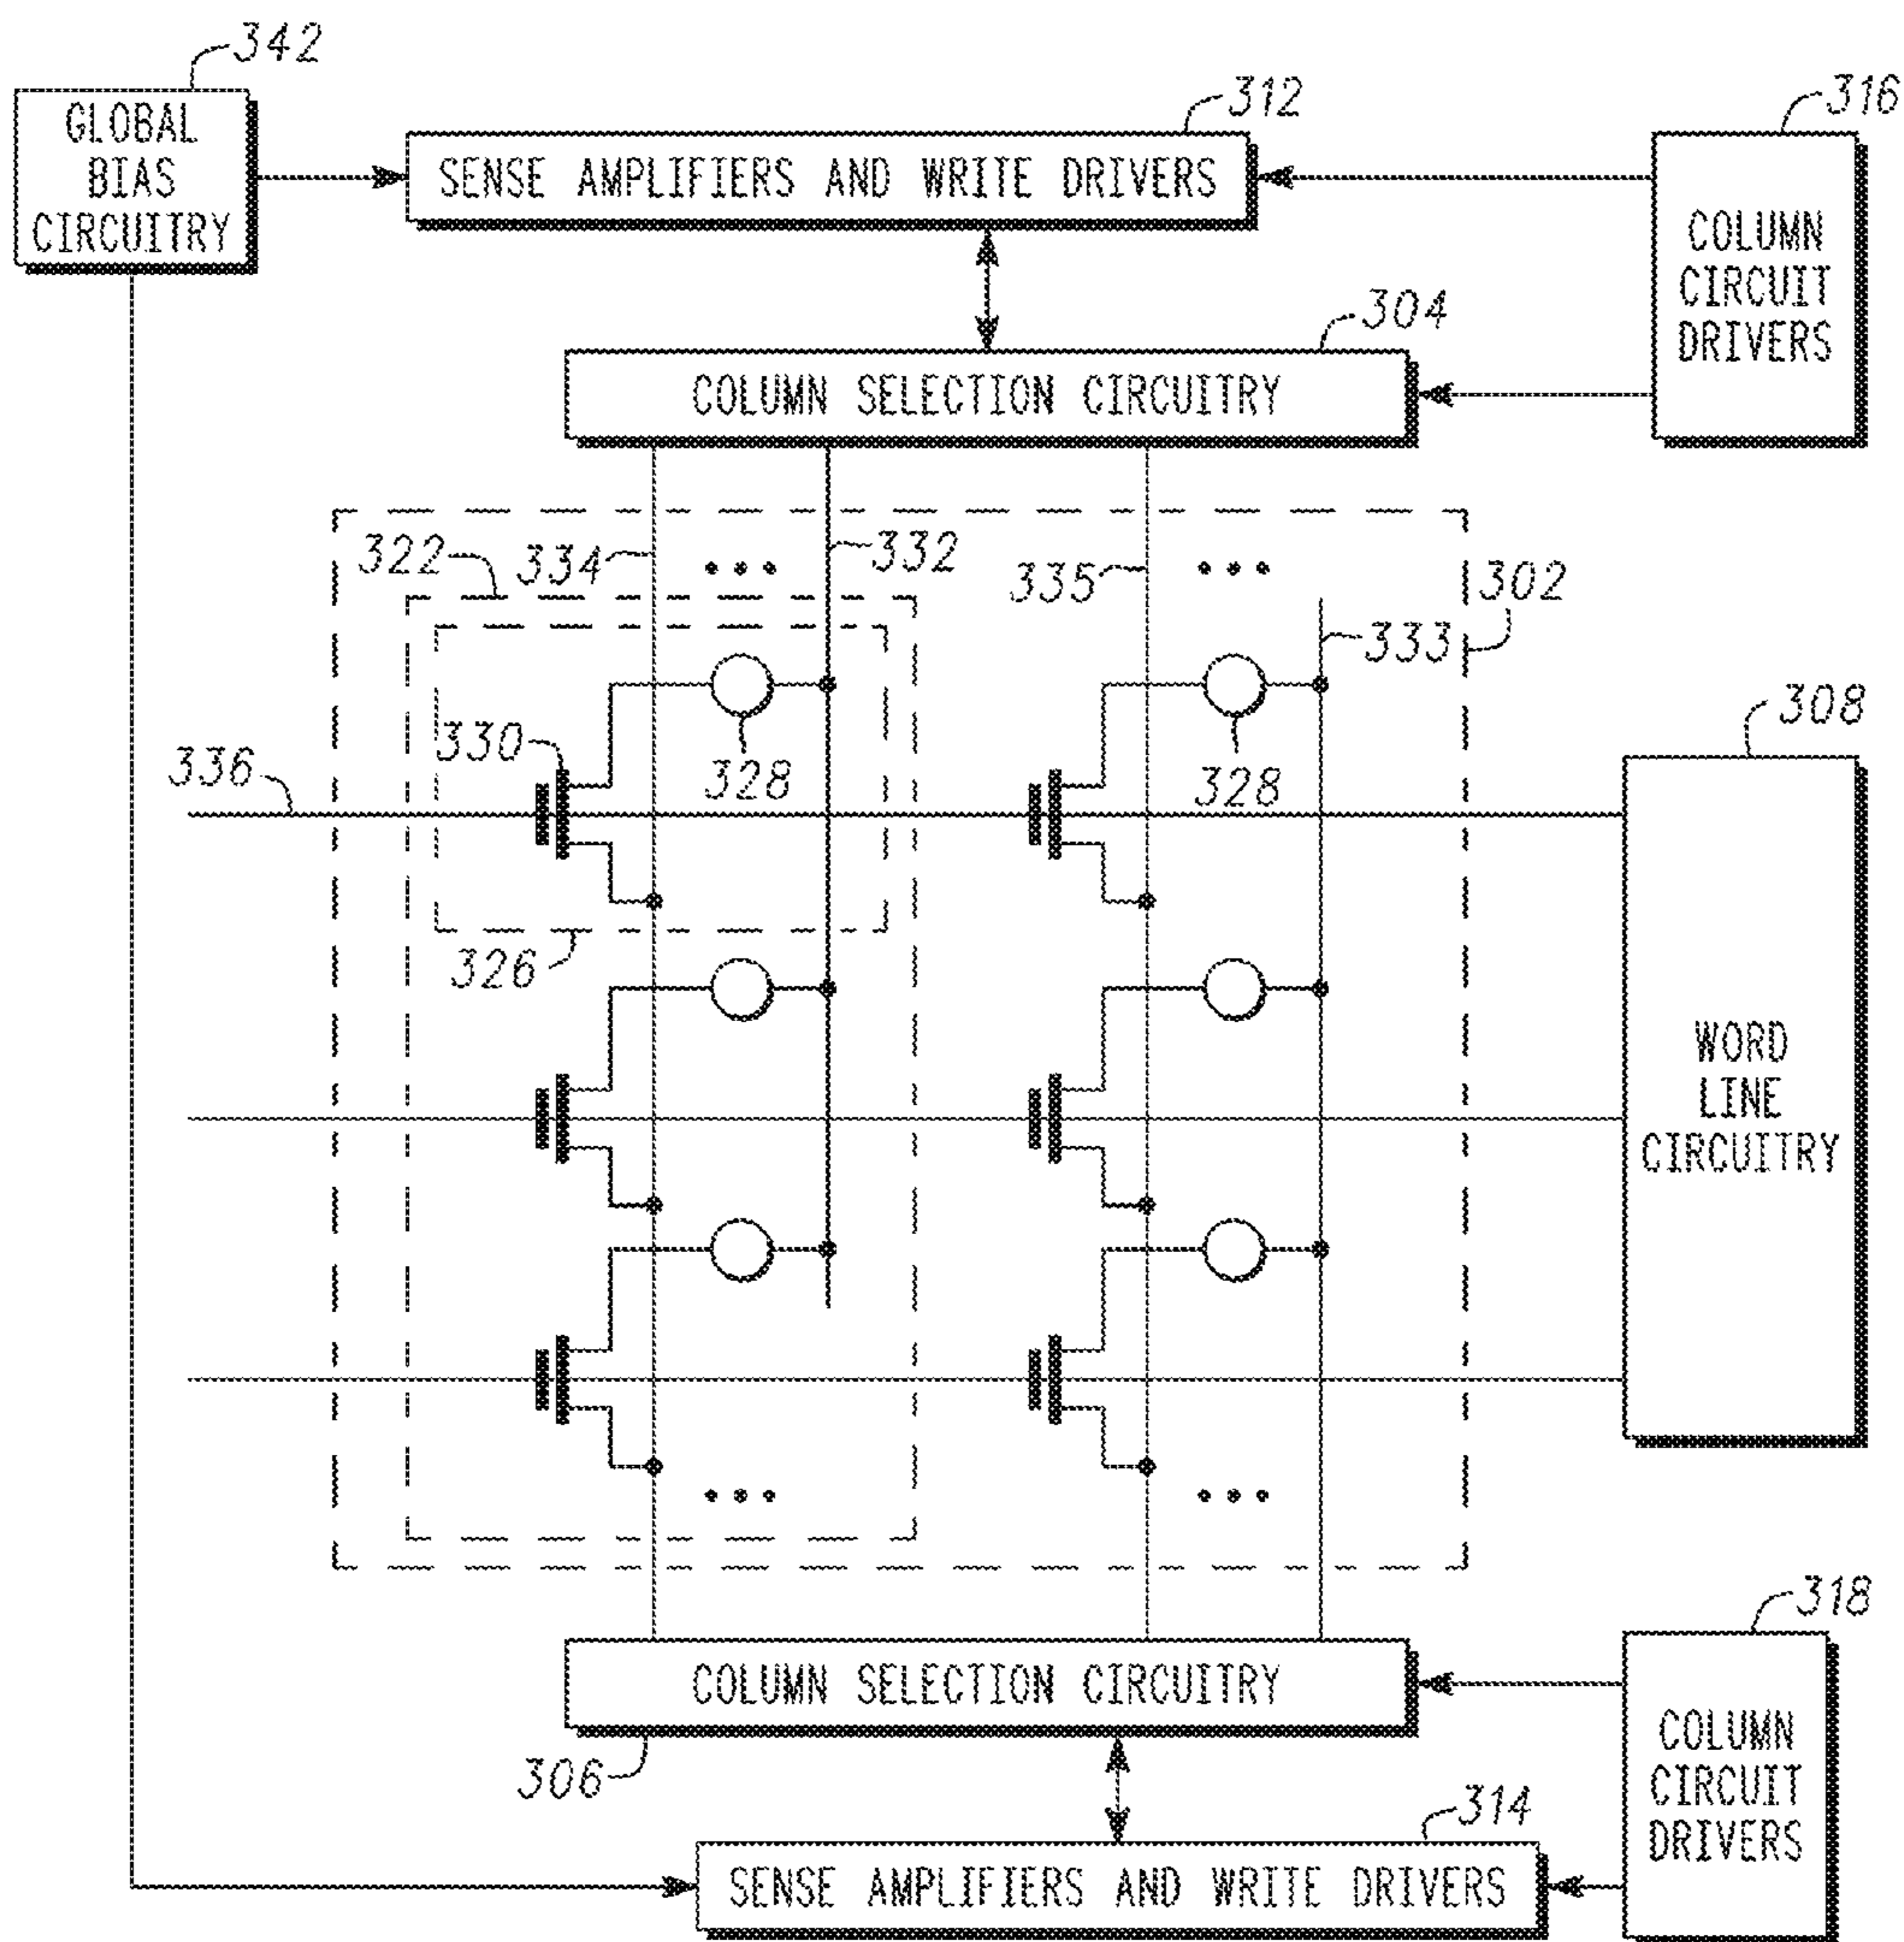 342
GLOBAL
BIAS
CIRCUITRY
312
SENSE AMPLIFIERS AND WRITE DRIVERS
316
COLUMN
CIRCUIT
DRIVERS
304
COLUMN SELECTION CIRCUITRY
322
334
332
335
302
333
330
328
328
336
308
WORD
LINE
CIRCUITRY
326
COLUMN SELECTION CIRCUITRY
306
318
COLUMN
CIRCUIT
DRIVERS
314
SENSE AMPLIFIERS AND WRITE DRIVERS